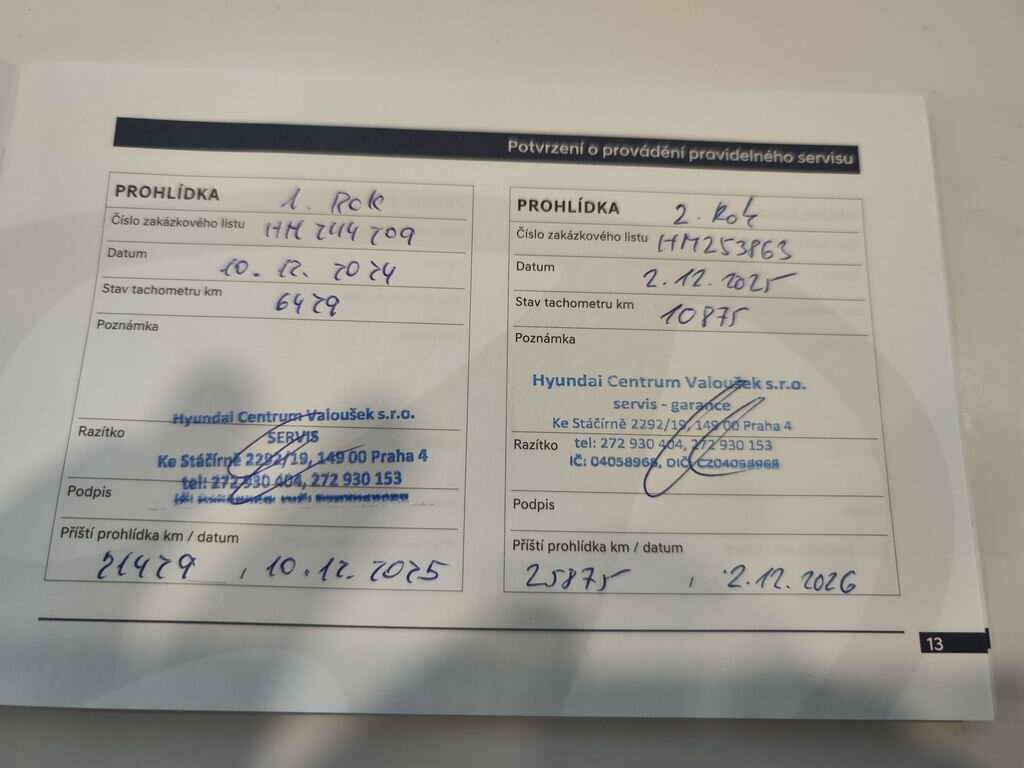 Potvrzení o provádění pravidelného servisu
PROHLÍDKA 1. Rok
Číslo zakázkového listu HM244209
Datum 10. 12. 2024
Stav tachometru km 6429
Poznámka
Hyundai Centrum Valoušek s.r.o.
SERVIS
Razítko
Ke Stáčírně 2292/19, 149 00 Praha 4
tel: 272 930 404, 272 930 153
Podpis
Příští prohlídka km / datum
21429 , 10.12.2025
PROHLÍDKA 2. Rok
Číslo zakázkového listu HM253863
Datum 2.12.2025
Stav tachometru km 10875
Poznámka
Hyundai Centrum Valoušek s.r.o.
servis - garance
Ke Stáčírně 2292/19, 149 00 Praha 4
Razítko tel: 272 930 404, 272 930 153
IČ: 04058968, DIČ: CZ04058968
Podpis
Příští prohlídka km / datum
25875 , 2.12.2026
13